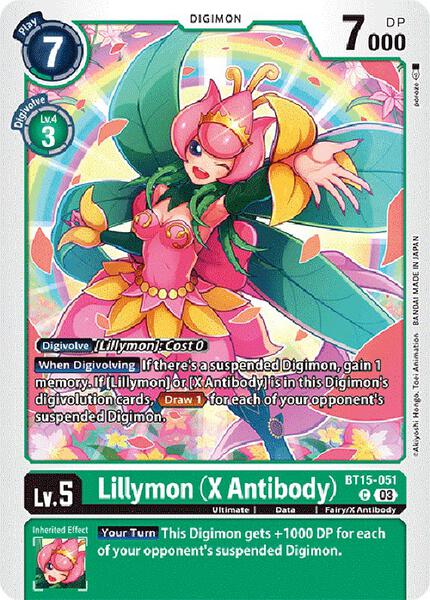 Play
7
DIGIMON
7000
DP
Digivolve
Lv.4
3
poroze
©Akiyoshi Hongo, Toei Animation BANDAI MADE IN JAPAN
Digivolve [Lillymon]: Cost 0
When Digivolving If there's a suspended Digimon, gain 1
memory. If [Lillymon] or [X Antibody] is in this Digimon's
digivolution cards, Draw 1 for each of your opponent's
suspended Digimon.
Lv.5
Lillymon (X Antibody)
BT15-051
C 03
Ultimate Data Fairy/X Antibody
Inherited Effect
Your Turn This Digimon gets +1000 DP for each
of your opponent's suspended Digimon.